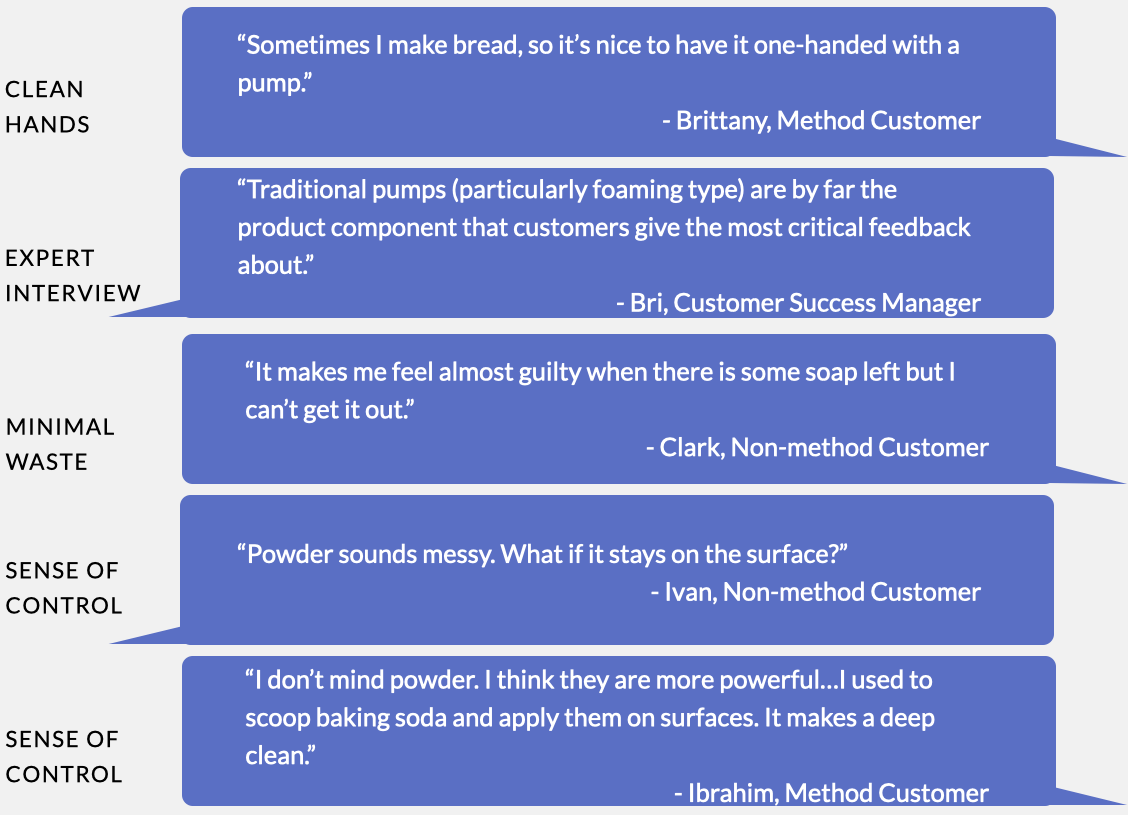 CLEAN
HANDS
“Sometimes I make bread, so it’s nice to have it one-handed with a
pump.”
- Brittany, Method Customer
EXPERT
INTERVIEW
“Traditional pumps (particularly foaming type) are by far the
product component that customers give the most critical feedback
about.”
- Bri, Customer Success Manager
MINIMAL
WASTE
“It makes me feel almost guilty when there is some soap left but I
can’t get it out.”
- Clark, Non-method Customer
SENSE OF
CONTROL
“Powder sounds messy. What if it stays on the surface?”
- Ivan, Non-method Customer
SENSE OF
CONTROL
“I don’t mind powder. I think they are more powerful...I used to
scoop baking soda and apply them on surfaces. It makes a deep
clean.”
- Ibrahim, Method Customer